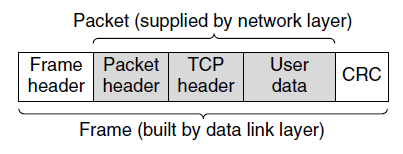 Packet (supplied by network layer)
Frame header
Packet header
TCP header
User data
CRC
Frame (built by data link layer)